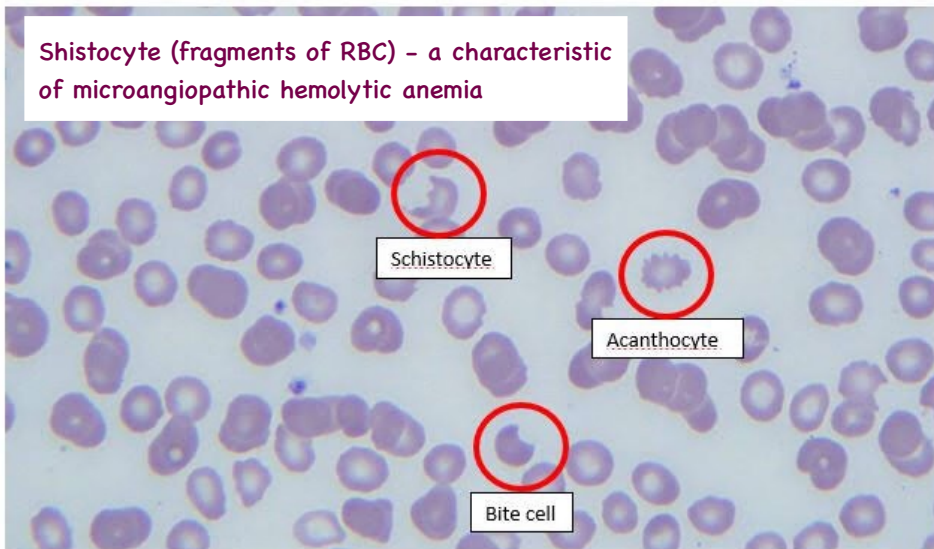 Shistocyte (fragments of RBC) - a characteristic
of microangiopathic hemolytic anemia
Schistocyte
Acanthocyte
Bite cell